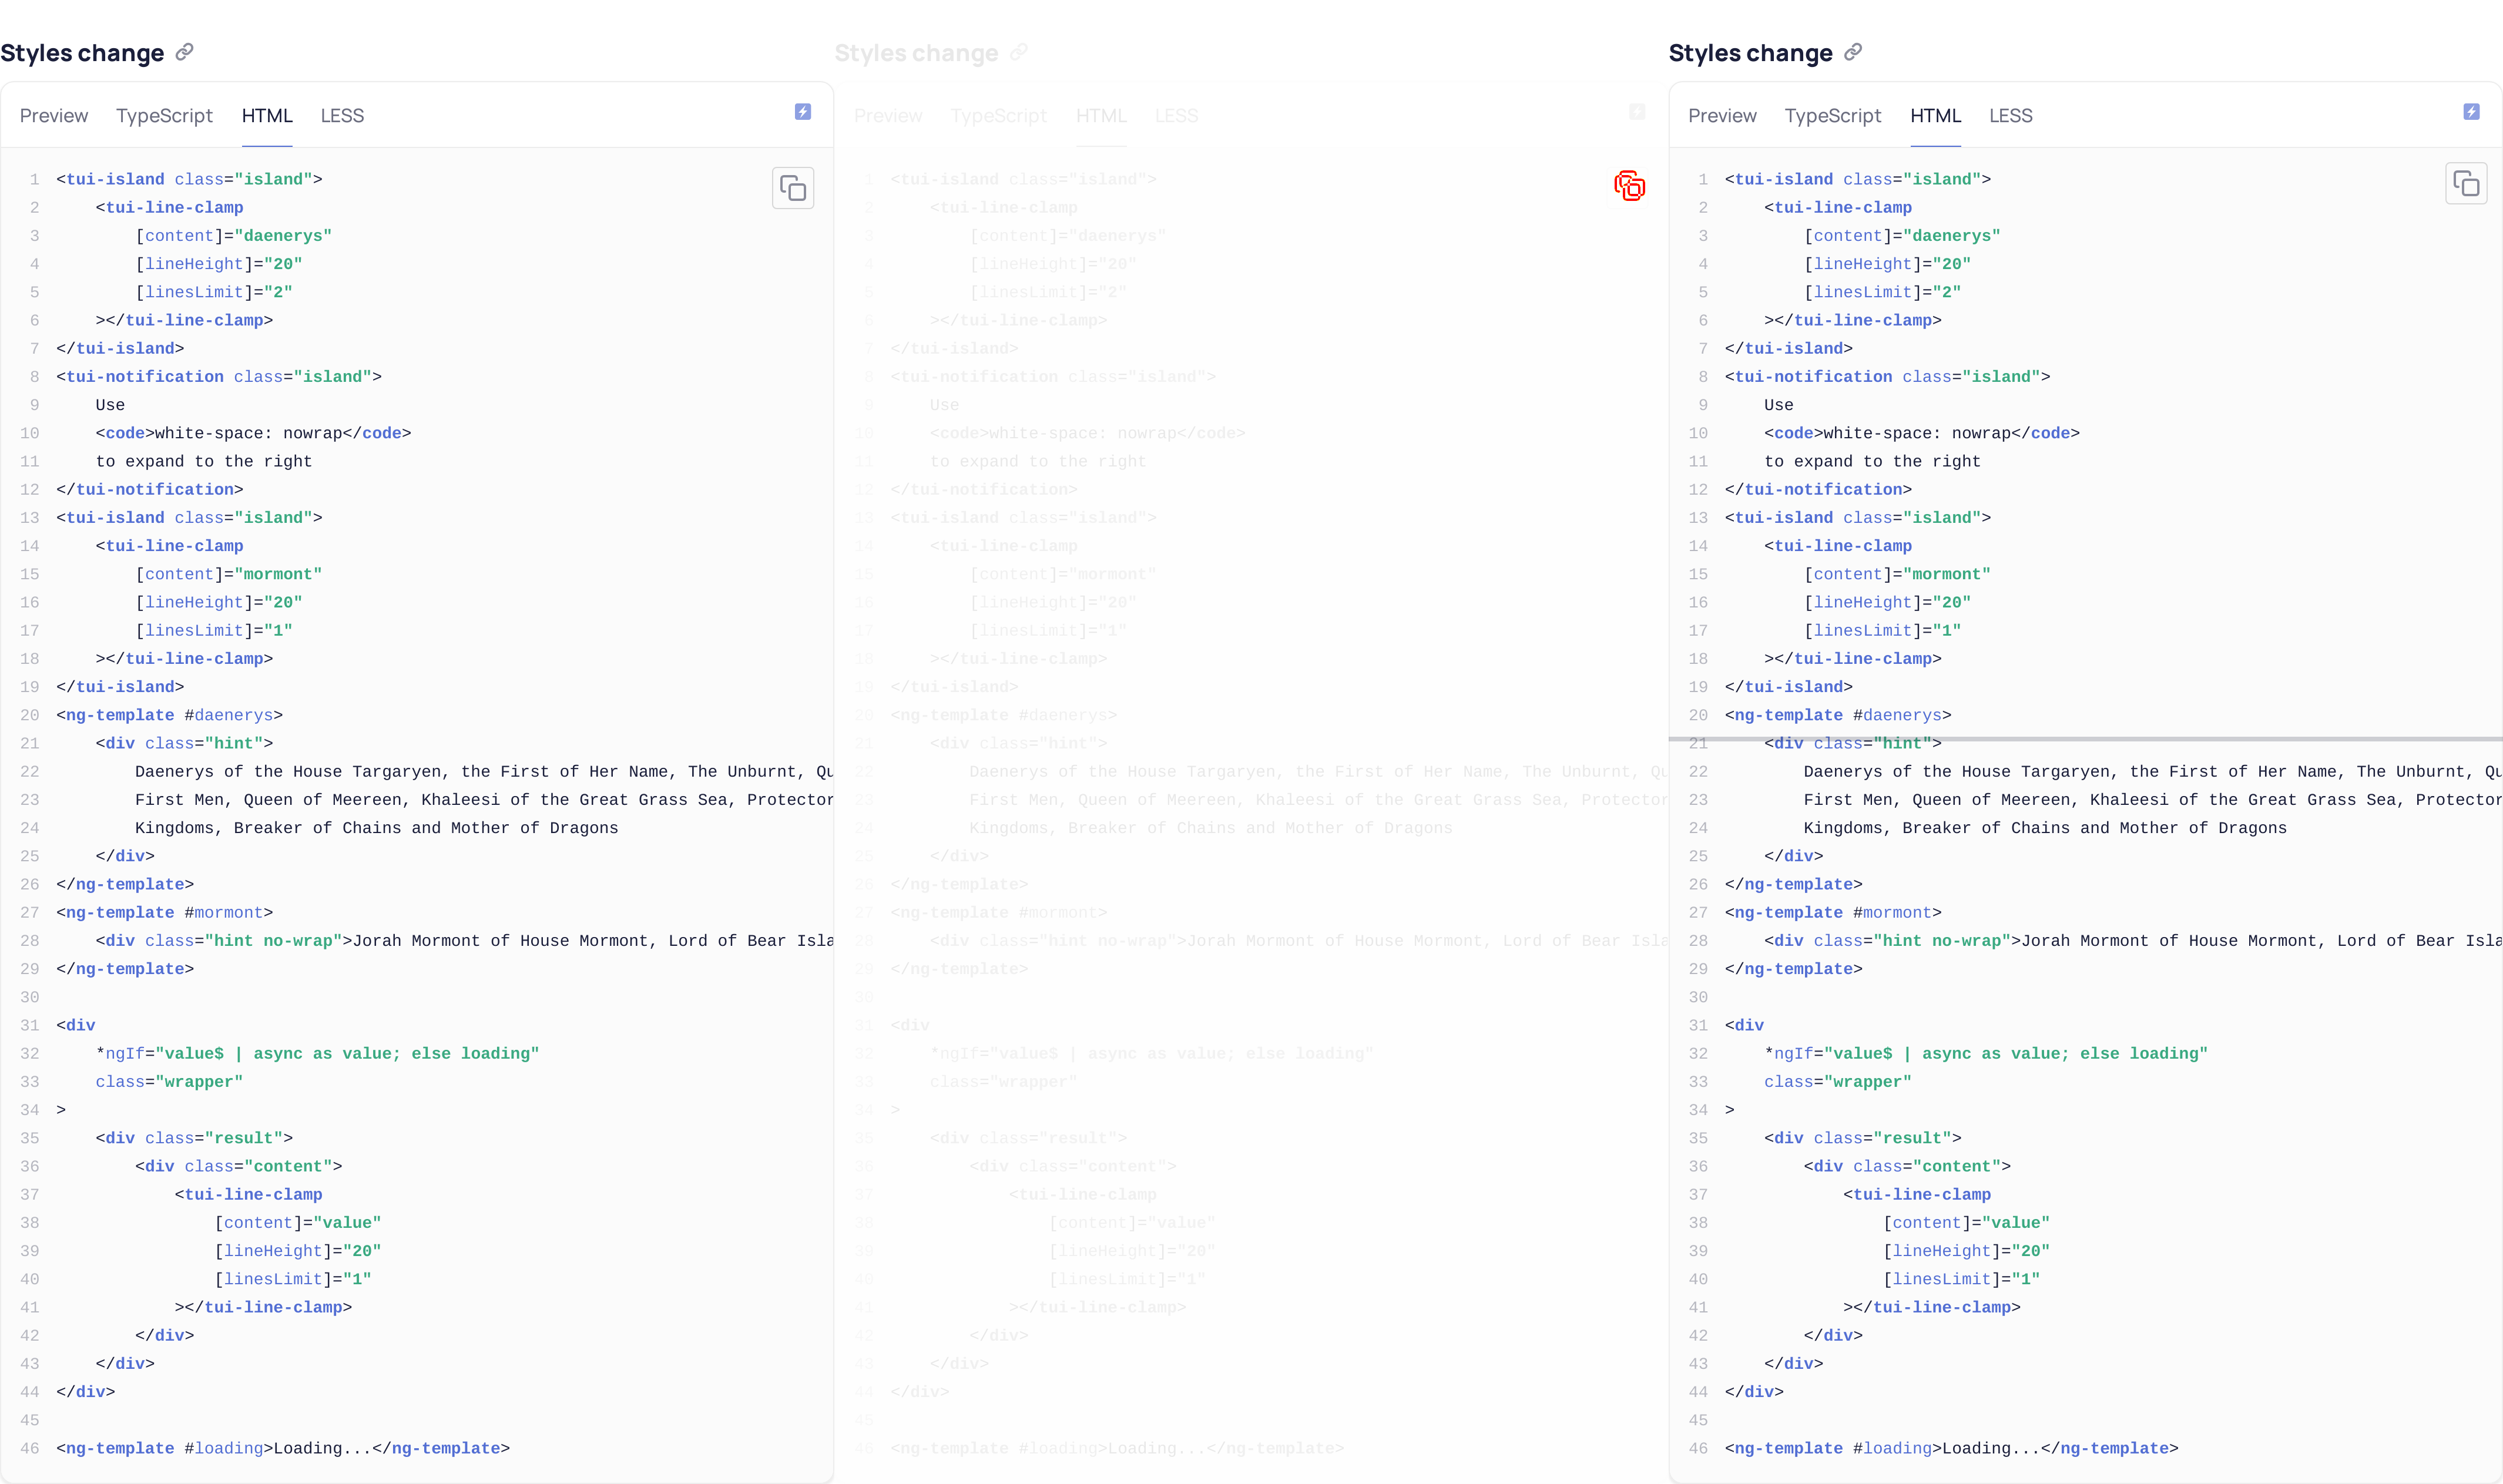 Styles change
Preview TypeScript HTML LESS
1 <tui-island class="island">
2 <tui-line-clamp
3 [content]="daenerys"
4 [lineHeight]="20"
5 [linesLimit]="2"
6 ></tui-line-clamp>
7 </tui-island>
8 <tui-notification class="island">
9 Use
10 <code>white-space: nowrap</code>
11 to expand to the right
12 </tui-notification>
13 <tui-island class="island">
14 <tui-line-clamp
15 [content]="mormont"
16 [lineHeight]="20"
17 [linesLimit]="1"
18 ></tui-line-clamp>
19 </tui-island>
20 <ng-template #daenerys>
21 <div class="hint">
22 Daenerys of the House Targaryen, the First of Her Name, The Unburnt, Qu
23 First Men, Queen of Meereen, Khaleesi of the Great Grass Sea, Protector
24 Kingdoms, Breaker of Chains and Mother of Dragons
25 </div>
26 </ng-template>
27 <ng-template #mormont>
28 <div class="hint no-wrap">Jorah Mormont of House Mormont, Lord of Bear Isla
29 </ng-template>
30
31 <div
32 *ngIf="value$ | async as value; else loading"
33 class="wrapper"
34 >
35 <div class="result">
36 <div class="content">
37 <tui-line-clamp
38 [content]="value"
39 [lineHeight]="20"
40 [linesLimit]="1"
41 ></tui-line-clamp>
42 </div>
43 </div>
44 </div>
45
46 <ng-template #loading>Loading...</ng-template>
Styles change
Preview TypeScript HTML LESS
1 <tui-island class="island">
2 <tui-line-clamp
3 [content]="daenerys"
4 [lineHeight]="20"
5 [linesLimit]="2"
6 ></tui-line-clamp>
7 </tui-island>
8 <tui-notification class="island">
9 Use
10 <code>white-space: nowrap</code>
11 to expand to the right
12 </tui-notification>
13 <tui-island class="island">
14 <tui-line-clamp
15 [content]="mormont"
16 [lineHeight]="20"
17 [linesLimit]="1"
18 ></tui-line-clamp>
19 </tui-island>
20 <ng-template #daenerys>
21 <div class="hint">
22 Daenerys of the House Targaryen, the First of Her Name, The Unburnt, Qu
23 First Men, Queen of Meereen, Khaleesi of the Great Grass Sea, Protector
24 Kingdoms, Breaker of Chains and Mother of Dragons
25 </div>
26 </ng-template>
27 <ng-template #mormont>
28 <div class="hint no-wrap">Jorah Mormont of House Mormont, Lord of Bear Isla
29 </ng-template>
30
31 <div
32 *ngIf="value$ | async as value; else loading"
33 class="wrapper"
34 >
35 <div class="result">
36 <div class="content">
37 <tui-line-clamp
38 [content]="value"
39 [lineHeight]="20"
40 [linesLimit]="1"
41 ></tui-line-clamp>
42 </div>
43 </div>
44 </div>
45
46 <ng-template #loading>Loading...</ng-template>
Styles change
Preview TypeScript HTML LESS
1 <tui-island class="island">
2 <tui-line-clamp
3 [content]="daenerys"
4 [lineHeight]="20"
5 [linesLimit]="2"
6 ></tui-line-clamp>
7 </tui-island>
8 <tui-notification class="island">
9 Use
10 <code>white-space: nowrap</code>
11 to expand to the right
12 </tui-notification>
13 <tui-island class="island">
14 <tui-line-clamp
15 [content]="mormont"
16 [lineHeight]="20"
17 [linesLimit]="1"
18 ></tui-line-clamp>
19 </tui-island>
20 <ng-template #daenerys>
21 <div class="hint">
22 Daenerys of the House Targaryen, the First of Her Name, The Unburnt, Qu
23 First Men, Queen of Meereen, Khaleesi of the Great Grass Sea, Protector
24 Kingdoms, Breaker of Chains and Mother of Dragons
25 </div>
26 </ng-template>
27 <ng-template #mormont>
28 <div class="hint no-wrap">Jorah Mormont of House Mormont, Lord of Bear Isla
29 </ng-template>
30
31 <div
32 *ngIf="value$ | async as value; else loading"
33 class="wrapper"
34 >
35 <div class="result">
36 <div class="content">
37 <tui-line-clamp
38 [content]="value"
39 [lineHeight]="20"
40 [linesLimit]="1"
41 ></tui-line-clamp>
42 </div>
43 </div>
44 </div>
45
46 <ng-template #loading>Loading...</ng-template>